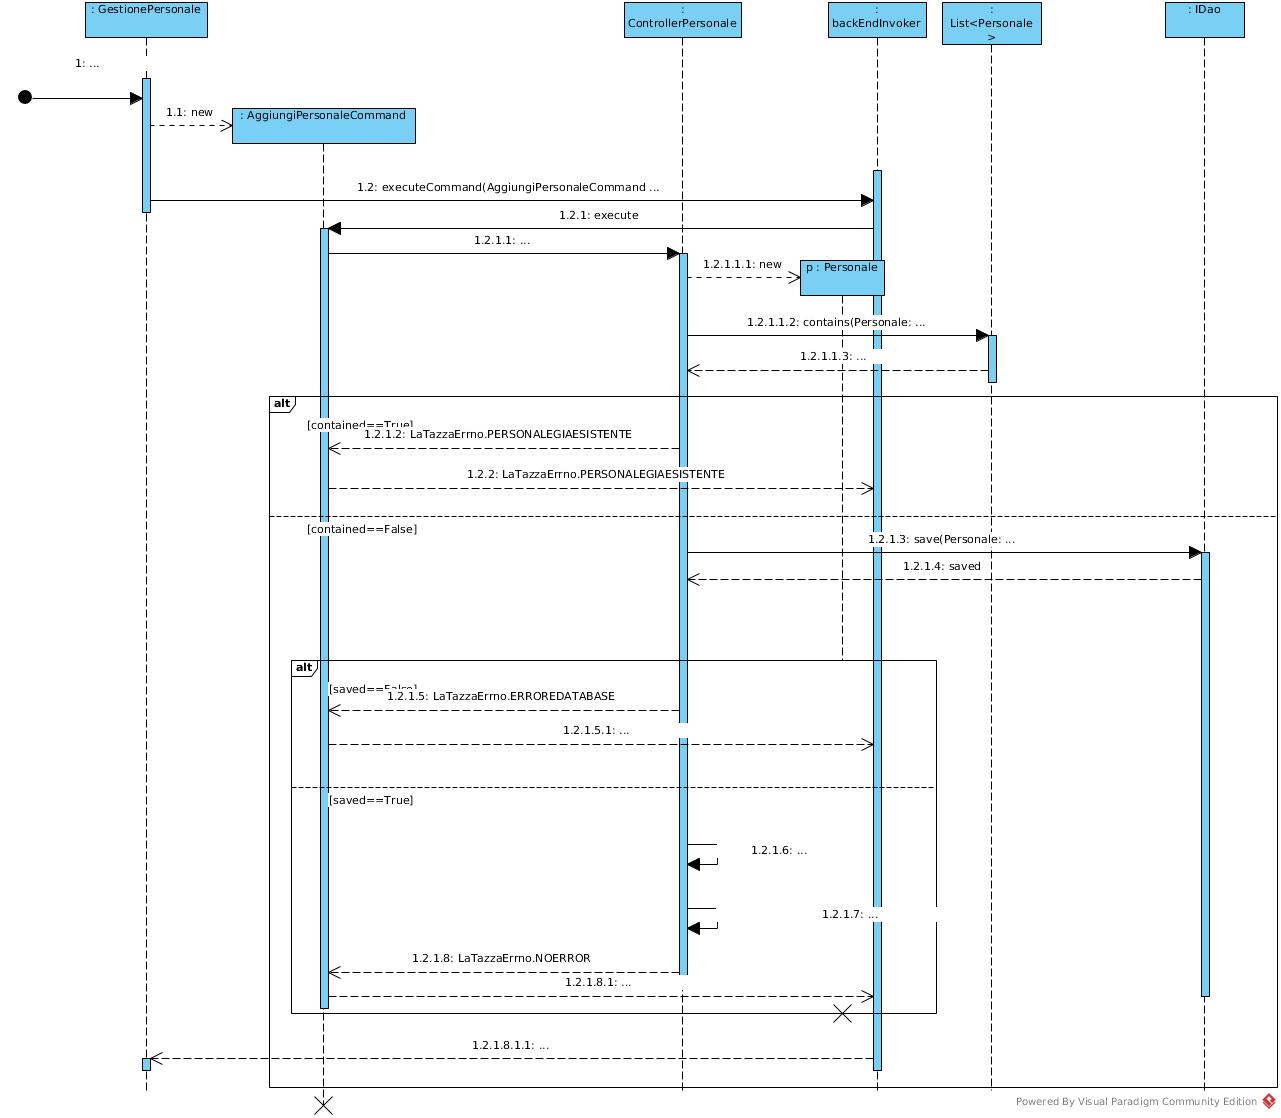 : GestionePersonale
:
ControllerPersonale
:
backEndInvoker
:
List<Personale
>
: IDao
1: ...
1.1: new
: AggiungiPersonaleCommand
1.2: executeCommand(AggiungiPersonaleCommand ...
1.2.1: execute
1.2.1.1: ...
1.2.1.1.1: new
p : Personale
1.2.1.1.2: contains(Personale: ...
1.2.1.1.3: ...
alt
[contained==True]
1.2.1.2: LaTazzaErrno.PERSONALEGIAESISTENTE
1.2.2: LaTazzaErrno.PERSONALEGIAESISTENTE
[contained==False]
1.2.1.3: save(Personale: ...
1.2.1.4: saved
alt
[saved==False]
1.2.1.5: LaTazzaErrno.ERROREDATABASE
1.2.1.5.1: ...
[saved==True]
1.2.1.6: ...
1.2.1.7: ...
1.2.1.8: LaTazzaErrno.NOERROR
1.2.1.8.1: ...
1.2.1.8.1.1: ...
Powered By Visual Paradigm Community Edition